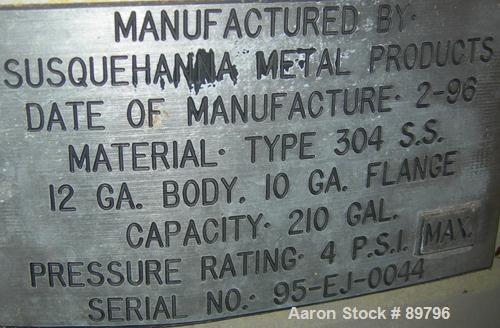 MANUFACTURED BY·
SUSQUEHANNA METAL PRODUCTS
DATE OF MANUFACTURE· 2-96
MATERIAL· TYPE 304 S.S.
12 GA. BODY. 10 GA. FLANGE
CAPACITY· 210 GAL.
PRESSURE RATING· 4 P.S.I. MAX.
SERIAL NO.· 95-EJ-0044
Aaron Stock # 89796